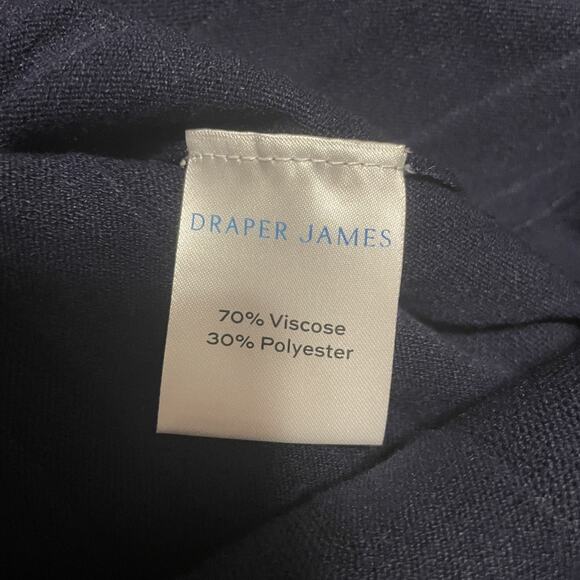 DRAPER JAMES
70% Viscose
30% Polyester